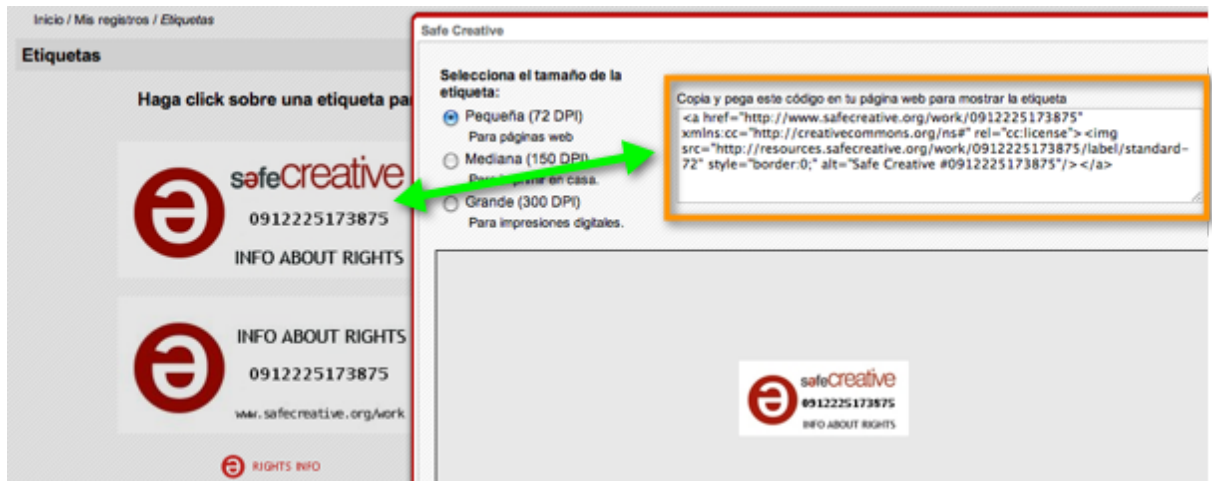 Inicio / Mis registros / Etiquetas
Etiquetas
Haga click sobre una etiqueta pa
safeCreative
0912225173875
INFO ABOUT RIGHTS
INFO ABOUT RIGHTS
0912225173875
www.safecreative.org/work
RIGHTS INFO
Safe Creative
Selecciona el tamaño de la
etiqueta:
Pequeña (72 DPI)
Para páginas web
Mediana (150 DPI)
Para imprimir en casa.
Grande (300 DPI)
Para impresiones digitales.
Copia y pega este código en tu página web para mostrar la etiqueta
<a href="http://www.safecreative.org/work/0912225173875"
xmlns:cc="http://creativecommons.org/ns#" rel="cc:license"><img
src="http://resources.safecreative.org/work/0912225173875/label/standard-
72" style="border:0;" alt="Safe Creative #0912225173875"/></a>
safeCreative
0912225173875
INFO ABOUT RIGHTS